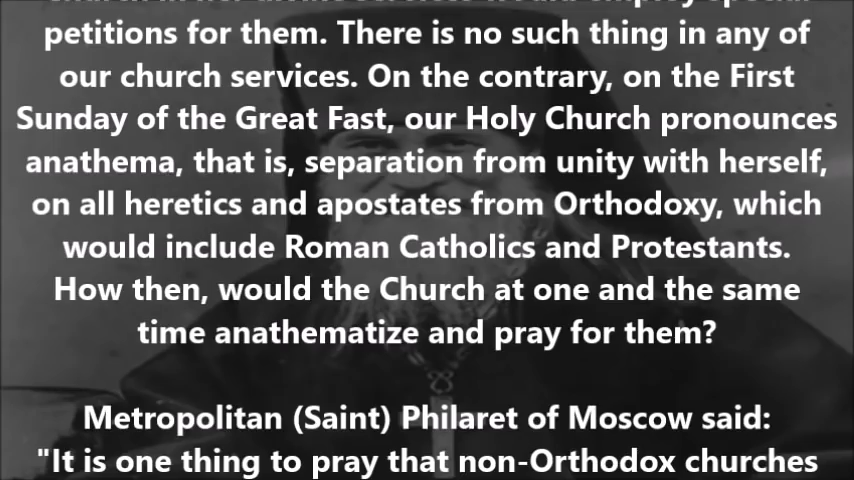 petitions for them. There is no such thing in any of
our church services. On the contrary, on the First
Sunday of the Great Fast, our Holy Church pronounces
anathema, that is, separation from unity with herself,
on all heretics and apostates from Orthodoxy, which
would include Roman Catholics and Protestants.
How then, would the Church at one and the same
time anathematize and pray for them?
Metropolitan (Saint) Philaret of Moscow said:
"It is one thing to pray that non-Orthodox churches